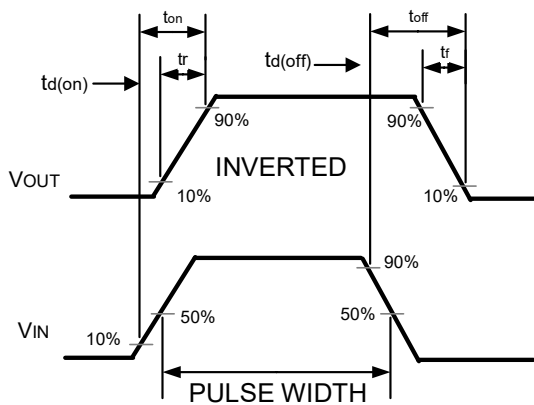 ton
toff
tr
td(off)
tf
td(on)
90%
90%
INVERTED
VOUT
10%
10%
90%
50%
50%
VIN
10%
PULSE WIDTH